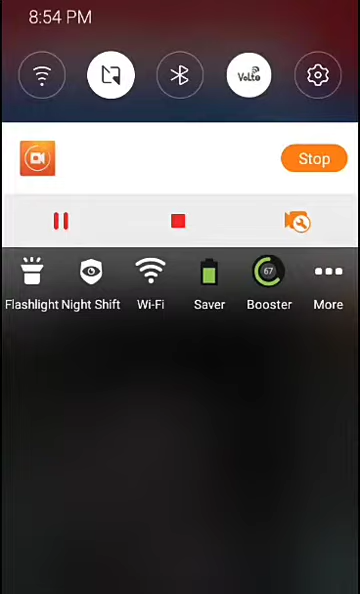 8:54 PM
VoLTE
Stop
Flashlight Night Shift Wi-Fi Saver Booster More
67